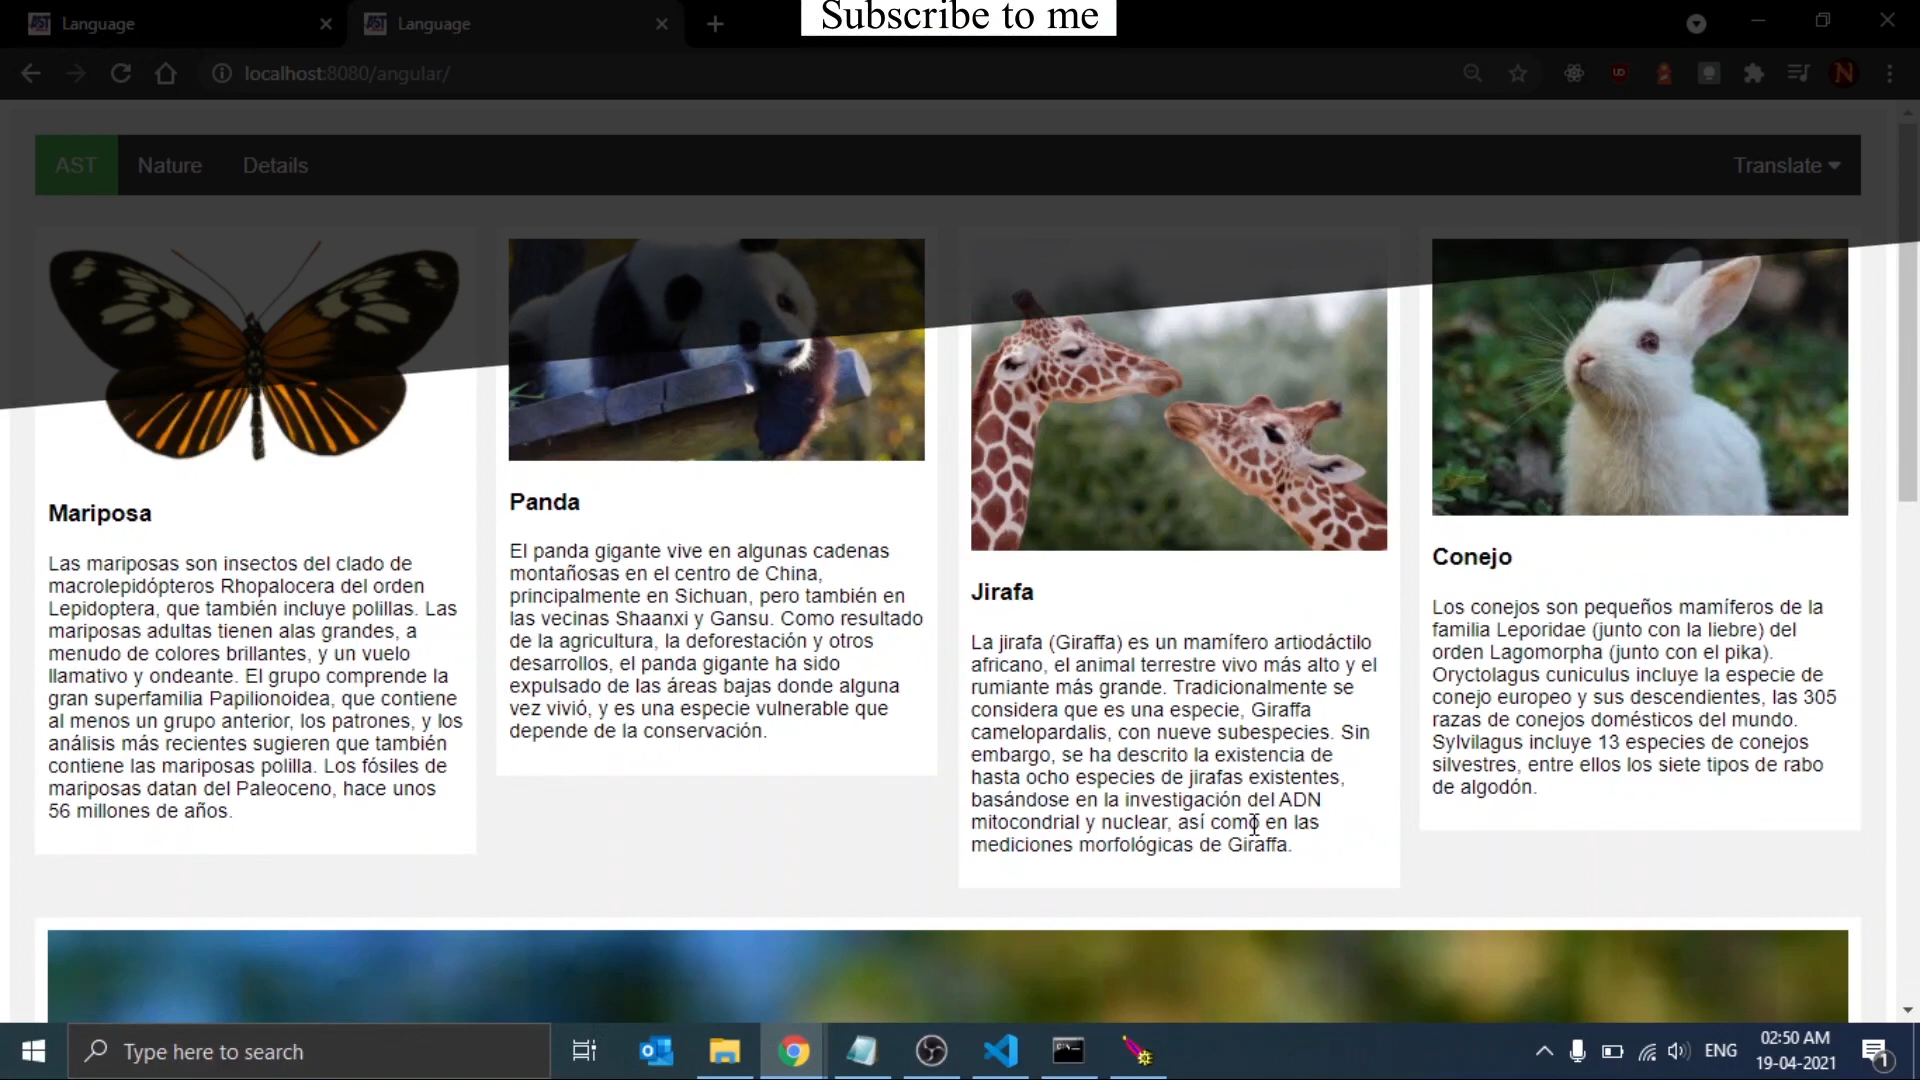 Subscribe to me
Language
Language
localhost:8080/angular/
UD
N
AST
Nature
Details
Translate
Mariposa
Las mariposas son insectos del clado de
macrolepidópteros Rhopalocera del orden
Lepidoptera, que también incluye polillas. Las
mariposas adultas tienen alas grandes, a
menudo de colores brillantes, y un vuelo
llamativo y ondeante. El grupo comprende la
gran superfamilia Papilionoidea, que contiene
al menos un grupo anterior, los patrones, y los
análisis más recientes sugieren que también
contiene las mariposas polilla. Los fósiles de
mariposas datan del Paleoceno, hace unos
56 millones de años.
Panda
El panda gigante vive en algunas cadenas
montañosas en el centro de China,
principalmente en Sichuan, pero también en
las vecinas Shaanxi y Gansu. Como resultado
de la agricultura, la deforestación y otros
desarrollos, el panda gigante ha sido
expulsado de las áreas bajas donde alguna
vez vivió, y es una especie vulnerable que
depende de la conservación.
Jirafa
La jirafa (Giraffa) es un mamífero artiodáctilo
africano, el animal terrestre vivo más alto y el
rumiante más grande. Tradicionalmente se
considera que es una especie, Giraffa
camelopardalis, con nueve subespecies. Sin
embargo, se ha descrito la existencia de
hasta ocho especies de jirafas existentes,
basándose en la investigación del ADN
mitocondrial y nuclear, así como en las
mediciones morfológicas de Giraffa.
Conejo
Los conejos son pequeños mamíferos de la
familia Leporidae (junto con la liebre) del
orden Lagomorpha (junto con el pika).
Oryctolagus cuniculus incluye la especie de
conejo europeo y sus descendientes, las 305
razas de conejos domésticos del mundo.
Sylvilagus incluye 13 especies de conejos
silvestres, entre ellos los siete tipos de rabo
de algodón.
Type here to search
ENG
02:50 AM
19-04-2021
1